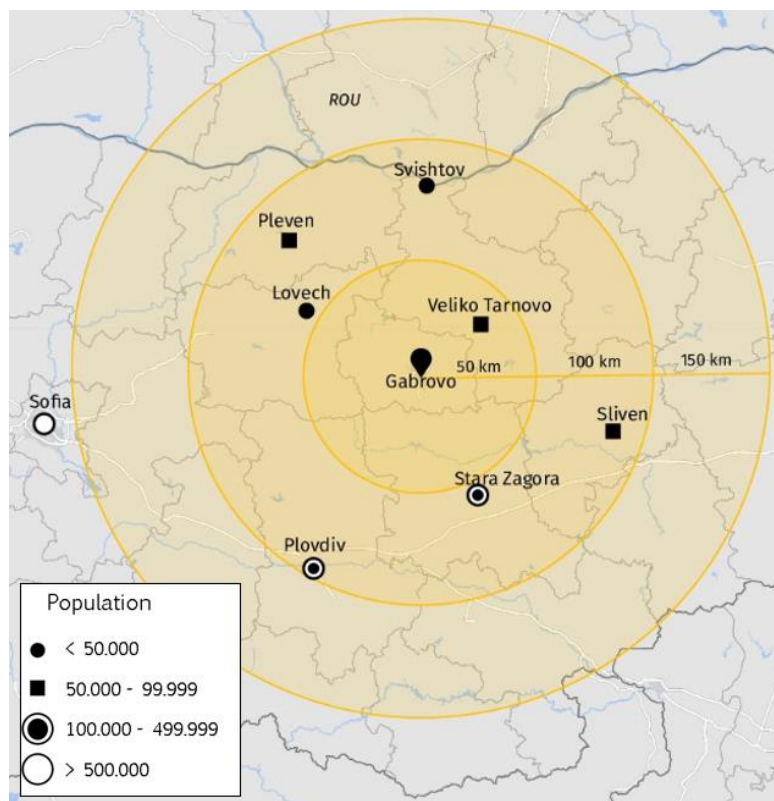 ROU
Svishtov
Pleven
Lovech
Veliko Tarnovo
50 km
100 km
150 km
Gabrovo
Sofia
Sliven
Stara Zagora
Plovdiv
Population
< 50.000
50.000 - 99.999
100.000 - 499.999
> 500.000